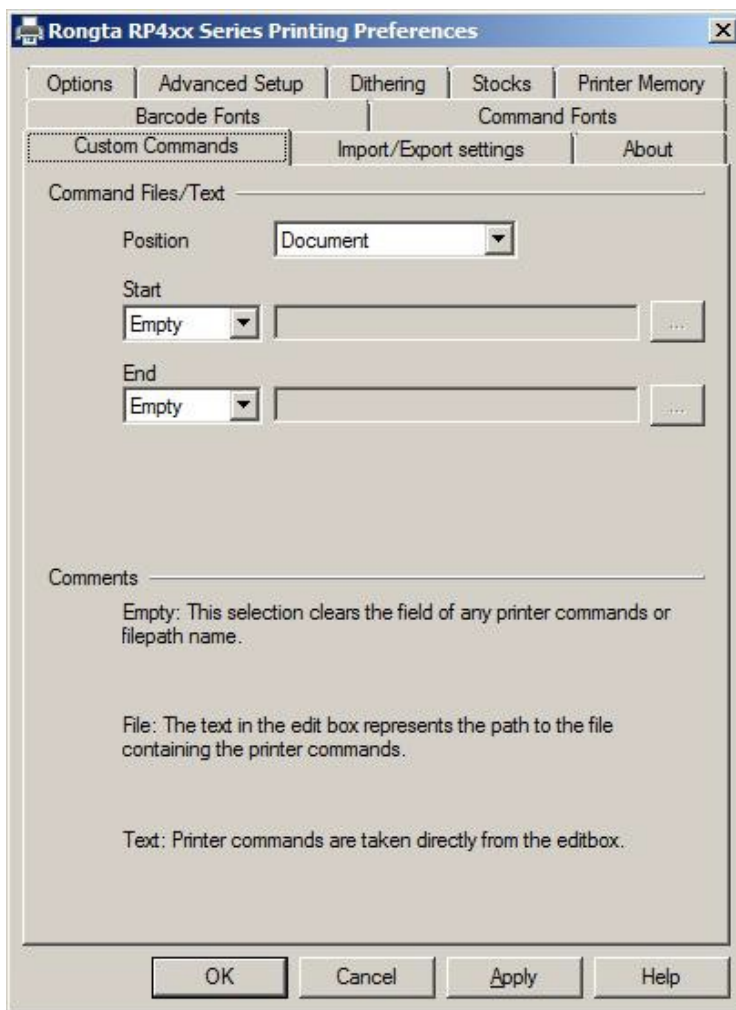 Rongta RP4xx Series Printing Preferences
Options Advanced Setup Dithering Stocks Printer Memory
Barcode Fonts Command Fonts
Custom Commands Import/Export settings About
Command Files/Text
Position Document
Start
Empty ...
End
Empty ...
Comments
Empty: This selection clears the field of any printer commands or
filepath name.
File: The text in the edit box represents the path to the file
containing the printer commands.
Text: Printer commands are taken directly from the editbox.
OK Cancel Apply Help